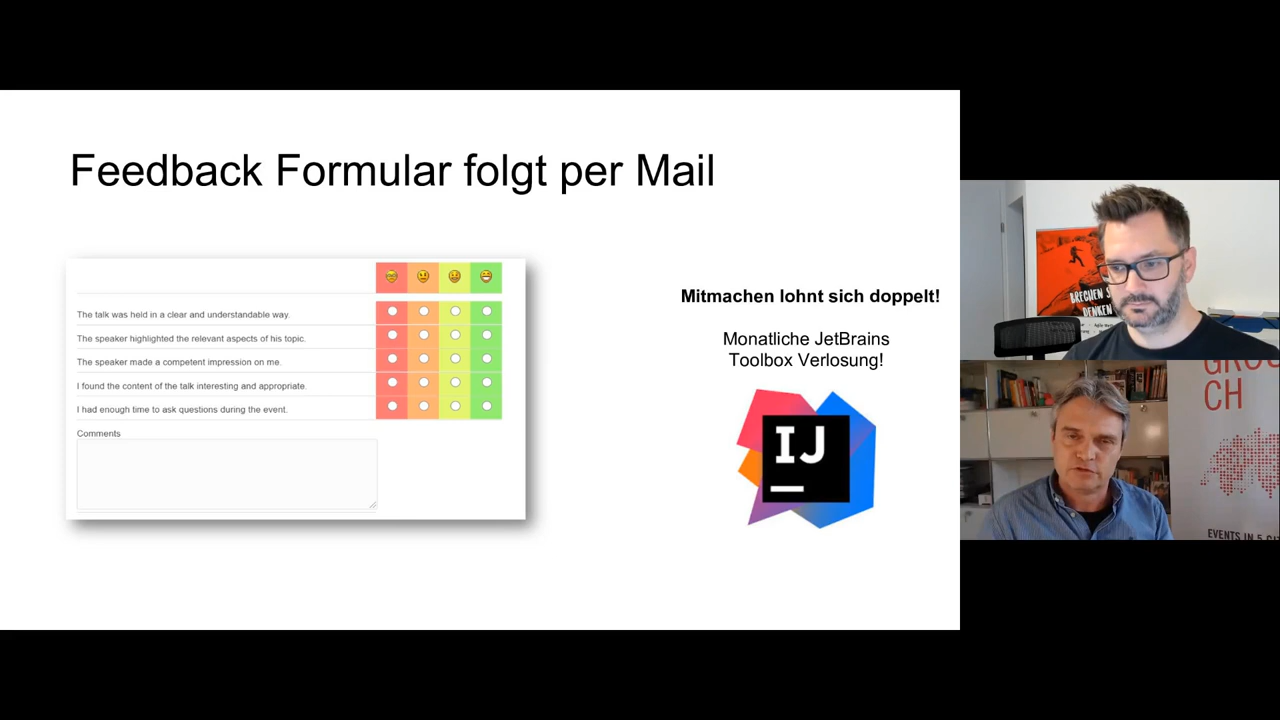 Feedback Formular folgt per Mail
The talk was held in a clear and understandable way.
The speaker highlighted the relevant aspects of his topic.
The speaker made a competent impression on me.
I found the content of the talk interesting and appropriate.
I had enough time to ask questions during the event.
Comments
Mitmachen lohnt sich doppelt!
Monatliche JetBrains
Toolbox Verlosung!
IJ
BRECHEN S
DENKEN
CH
EVENTS IN 5